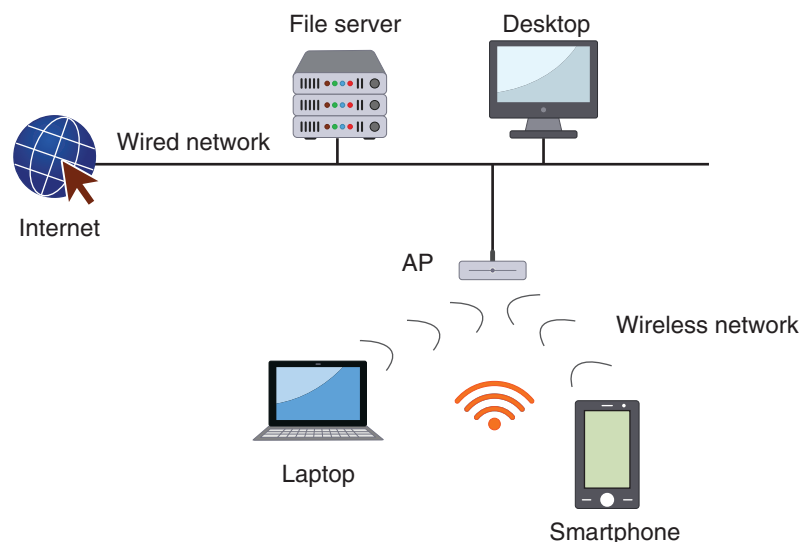 File server
Desktop
Wired network
Internet
AP
Wireless network
Laptop
Smartphone